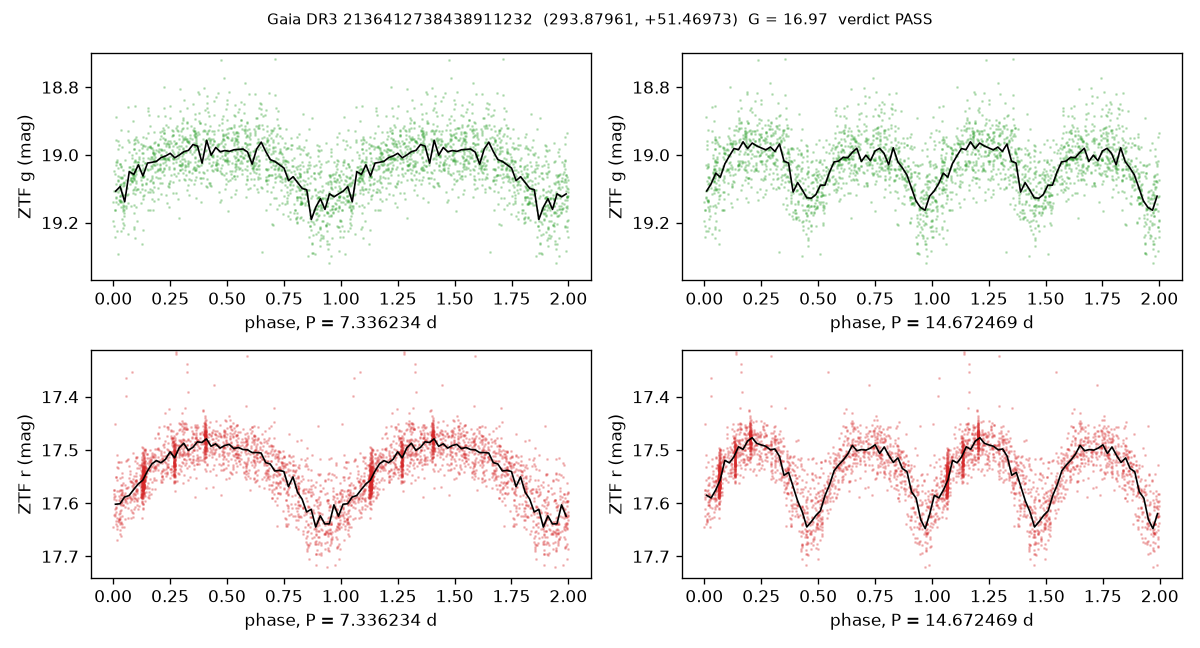 Gaia DR3 2136412738438911232 (293.87961, +51.46973) G = 16.97 verdict PASS
ZTF g (mag)
18.8
19.0
19.2
0.00 0.25 0.50 0.75 1.00 1.25 1.50 1.75 2.00
phase, P = 7.336234 d
ZTF g (mag)
18.8
19.0
19.2
0.00 0.25 0.50 0.75 1.00 1.25 1.50 1.75 2.00
phase, P = 14.672469 d
ZTF r (mag)
17.4
17.5
17.6
17.7
0.00 0.25 0.50 0.75 1.00 1.25 1.50 1.75 2.00
phase, P = 7.336234 d
ZTF r (mag)
17.4
17.5
17.6
17.7
0.00 0.25 0.50 0.75 1.00 1.25 1.50 1.75 2.00
phase, P = 14.672469 d